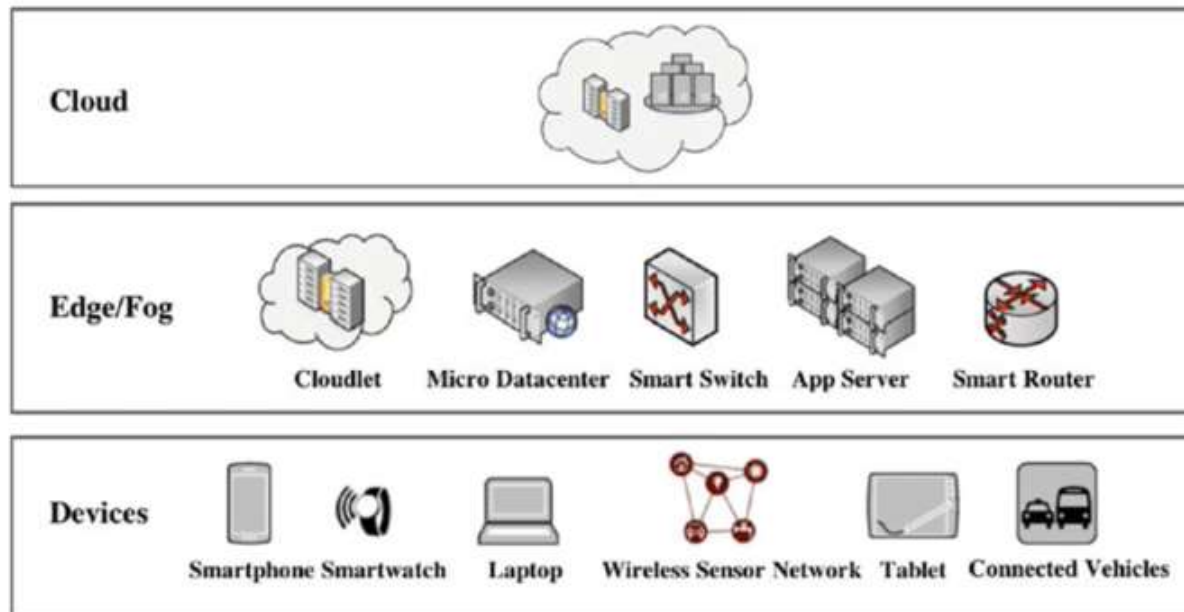 Cloud
Edge/Fog
Cloudlet Micro Datacenter Smart Switch App Server Smart Router
Devices
Smartphone Smartwatch Laptop Wireless Sensor Network Tablet Connected Vehicles